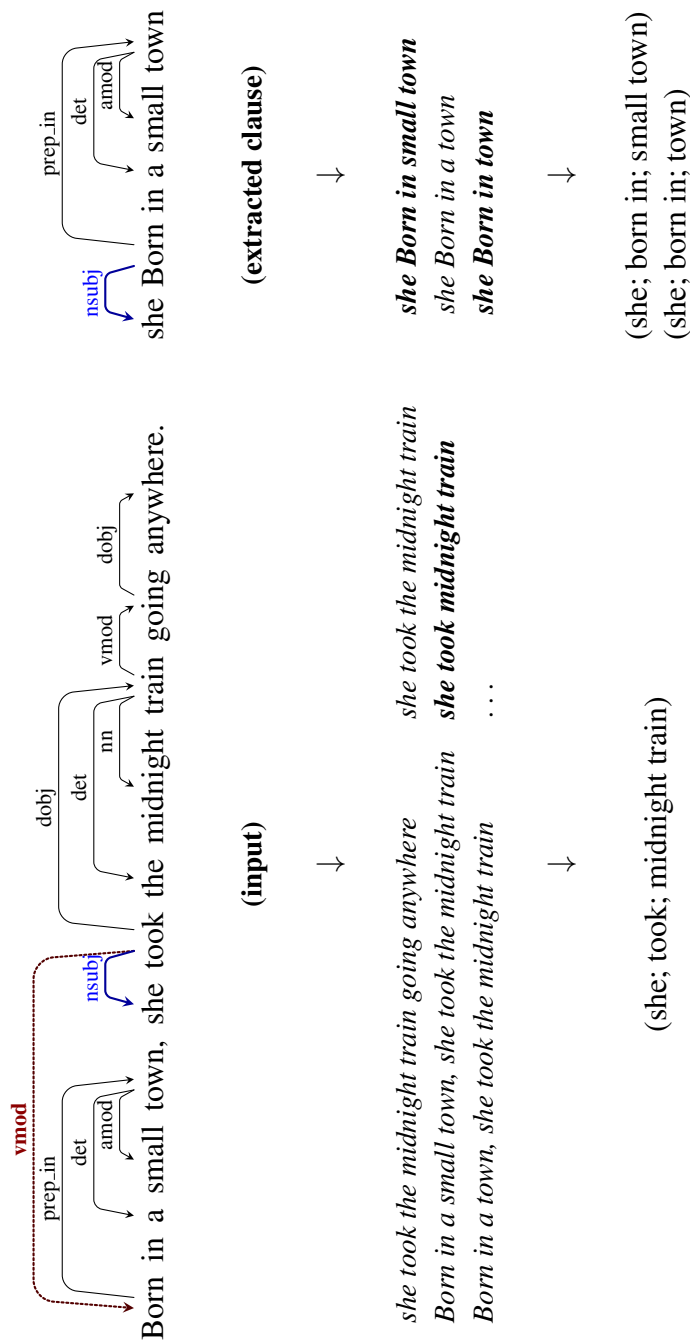 vmod
prep_in
det
amod
nsubj
dobj
det
nn
vmod
dobj
Born in a small town, she took the midnight train going anywhere.
(input)
↓
she took the midnight train going anywhere
Born in a small town, she took the midnight train
Born in a town, she took the midnight train
she took the midnight train
she took midnight train
...
↓
(she; took; midnight train)
nsubj
prep_in
det
amod
she Born in a small town
(extracted clause)
↓
she Born in small town
she Born in a town
she Born in town
↓
(she; born in; small town)
(she; born in; town)